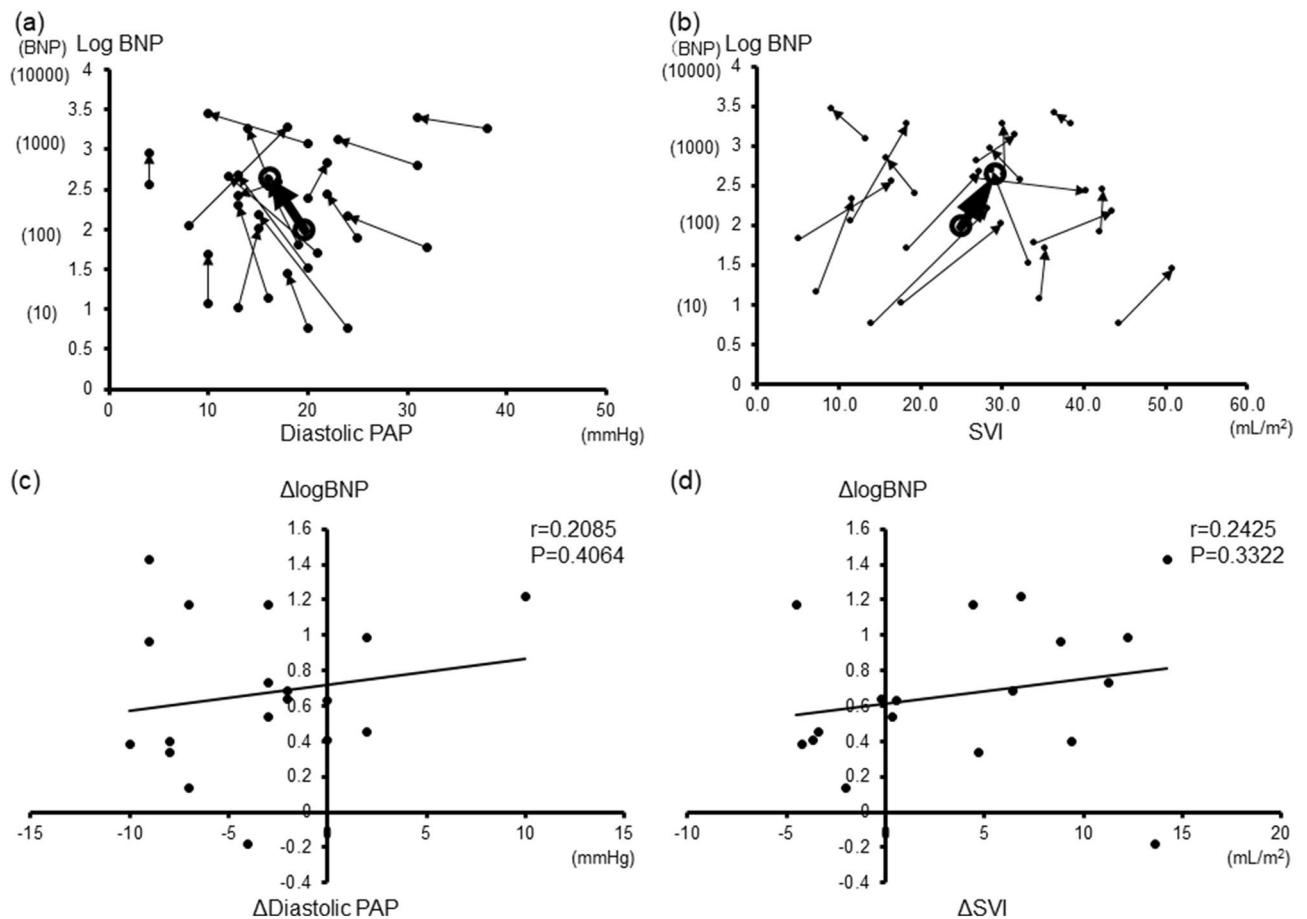 (a)
(BNP) Log BNP
(10000)
(1000)
(100)
(10)
4
3.5
3
2.5
2
1.5
1
0.5
0
0 10 20 30 40 50
Diastolic PAP (mmHg)
(b)
（BNP) Log BNP
(10000)
(1000)
(100)
(10)
4
3.5
3
2.5
2
1.5
1
0.5
0
0.0 10.0 20.0 30.0 40.0 50.0 60.0
SVI (mL/m²)
(c)
ΔlogBNP
r=0.2085
P=0.4064
1.6
1.4
1.2
1
0.8
0.6
0.4
0.2
0
-0.2
-0.4
-15 -10 -5 0 5 10 15
(mmHg)
ΔDiastolic PAP
(d)
ΔlogBNP
r=0.2425
P=0.3322
1.6
1.4
1.2
1
0.8
0.6
0.4
0.2
0
-0.2
-0.4
-10 -5 0 5 10 15 20
(mL/m²)
ΔSVI